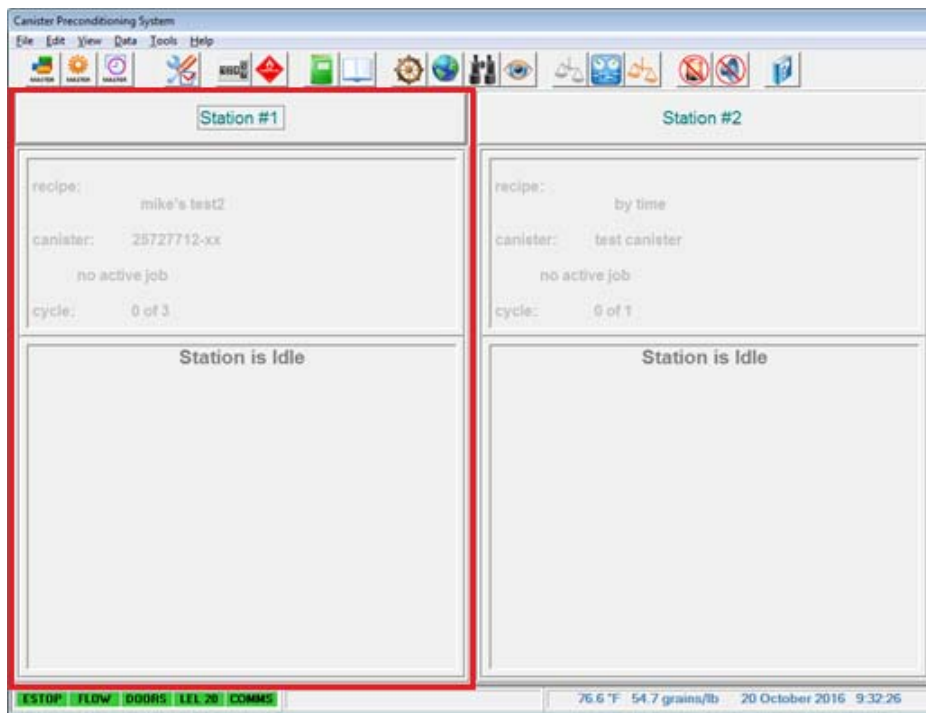 Canister Preconditioning System
File Edit View Data Tools Help
MASTER MASTER MASTER
Station #1
recipe:
mike's test2
canister: 25727712-xx
no active job
cycle: 0 of 3
Station is Idle
Station #2
recipe:
by time
canister: test canister
no active job
cycle: 0 of 1
Station is Idle
ESTOP FLOW DOORS LEL 20 COMMS
76.6 °F 54.7 grains/lb 20 October 2016 9:32:26